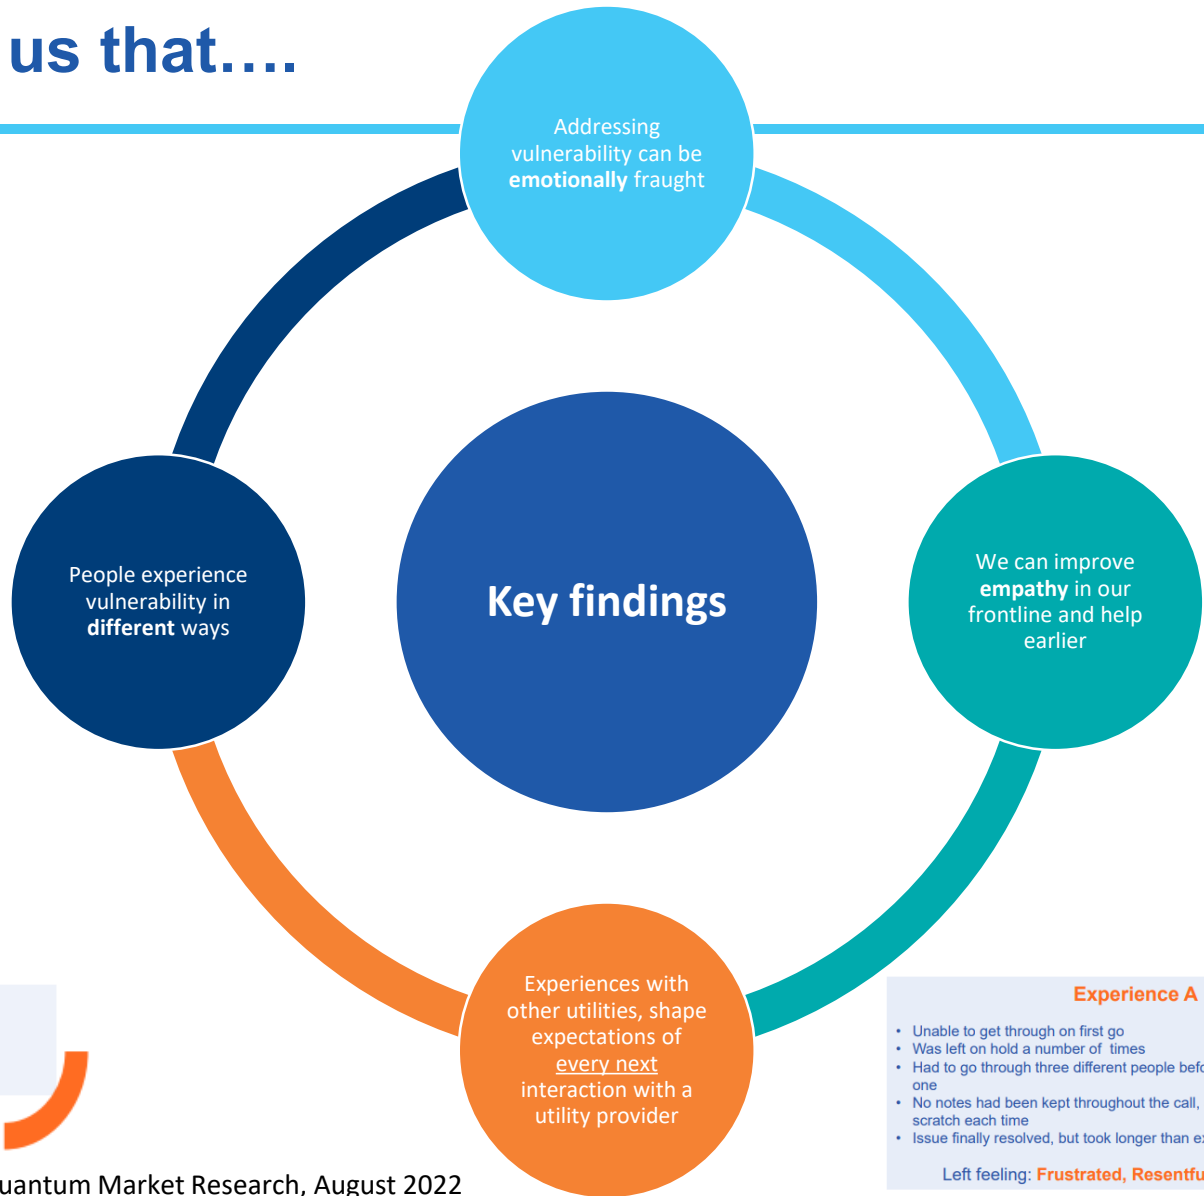 us that….
Addressing
vulnerability can be
emotionally fraught
People experience
vulnerability in
different ways
Key findings
We can improve
empathy in our
frontline and help
earlier
Experiences with
other utilities, shape
expectations of
every next
interaction with a
utility provider
Experience A
• Unable to get through on first go
• Was left on hold a number of times
• Had to go through three different people
one
• No notes had been kept throughout the call,
scratch each time
• Issue finally resolved, but took longer than
Left feeling: Frustrated,
Market Research, August 2022